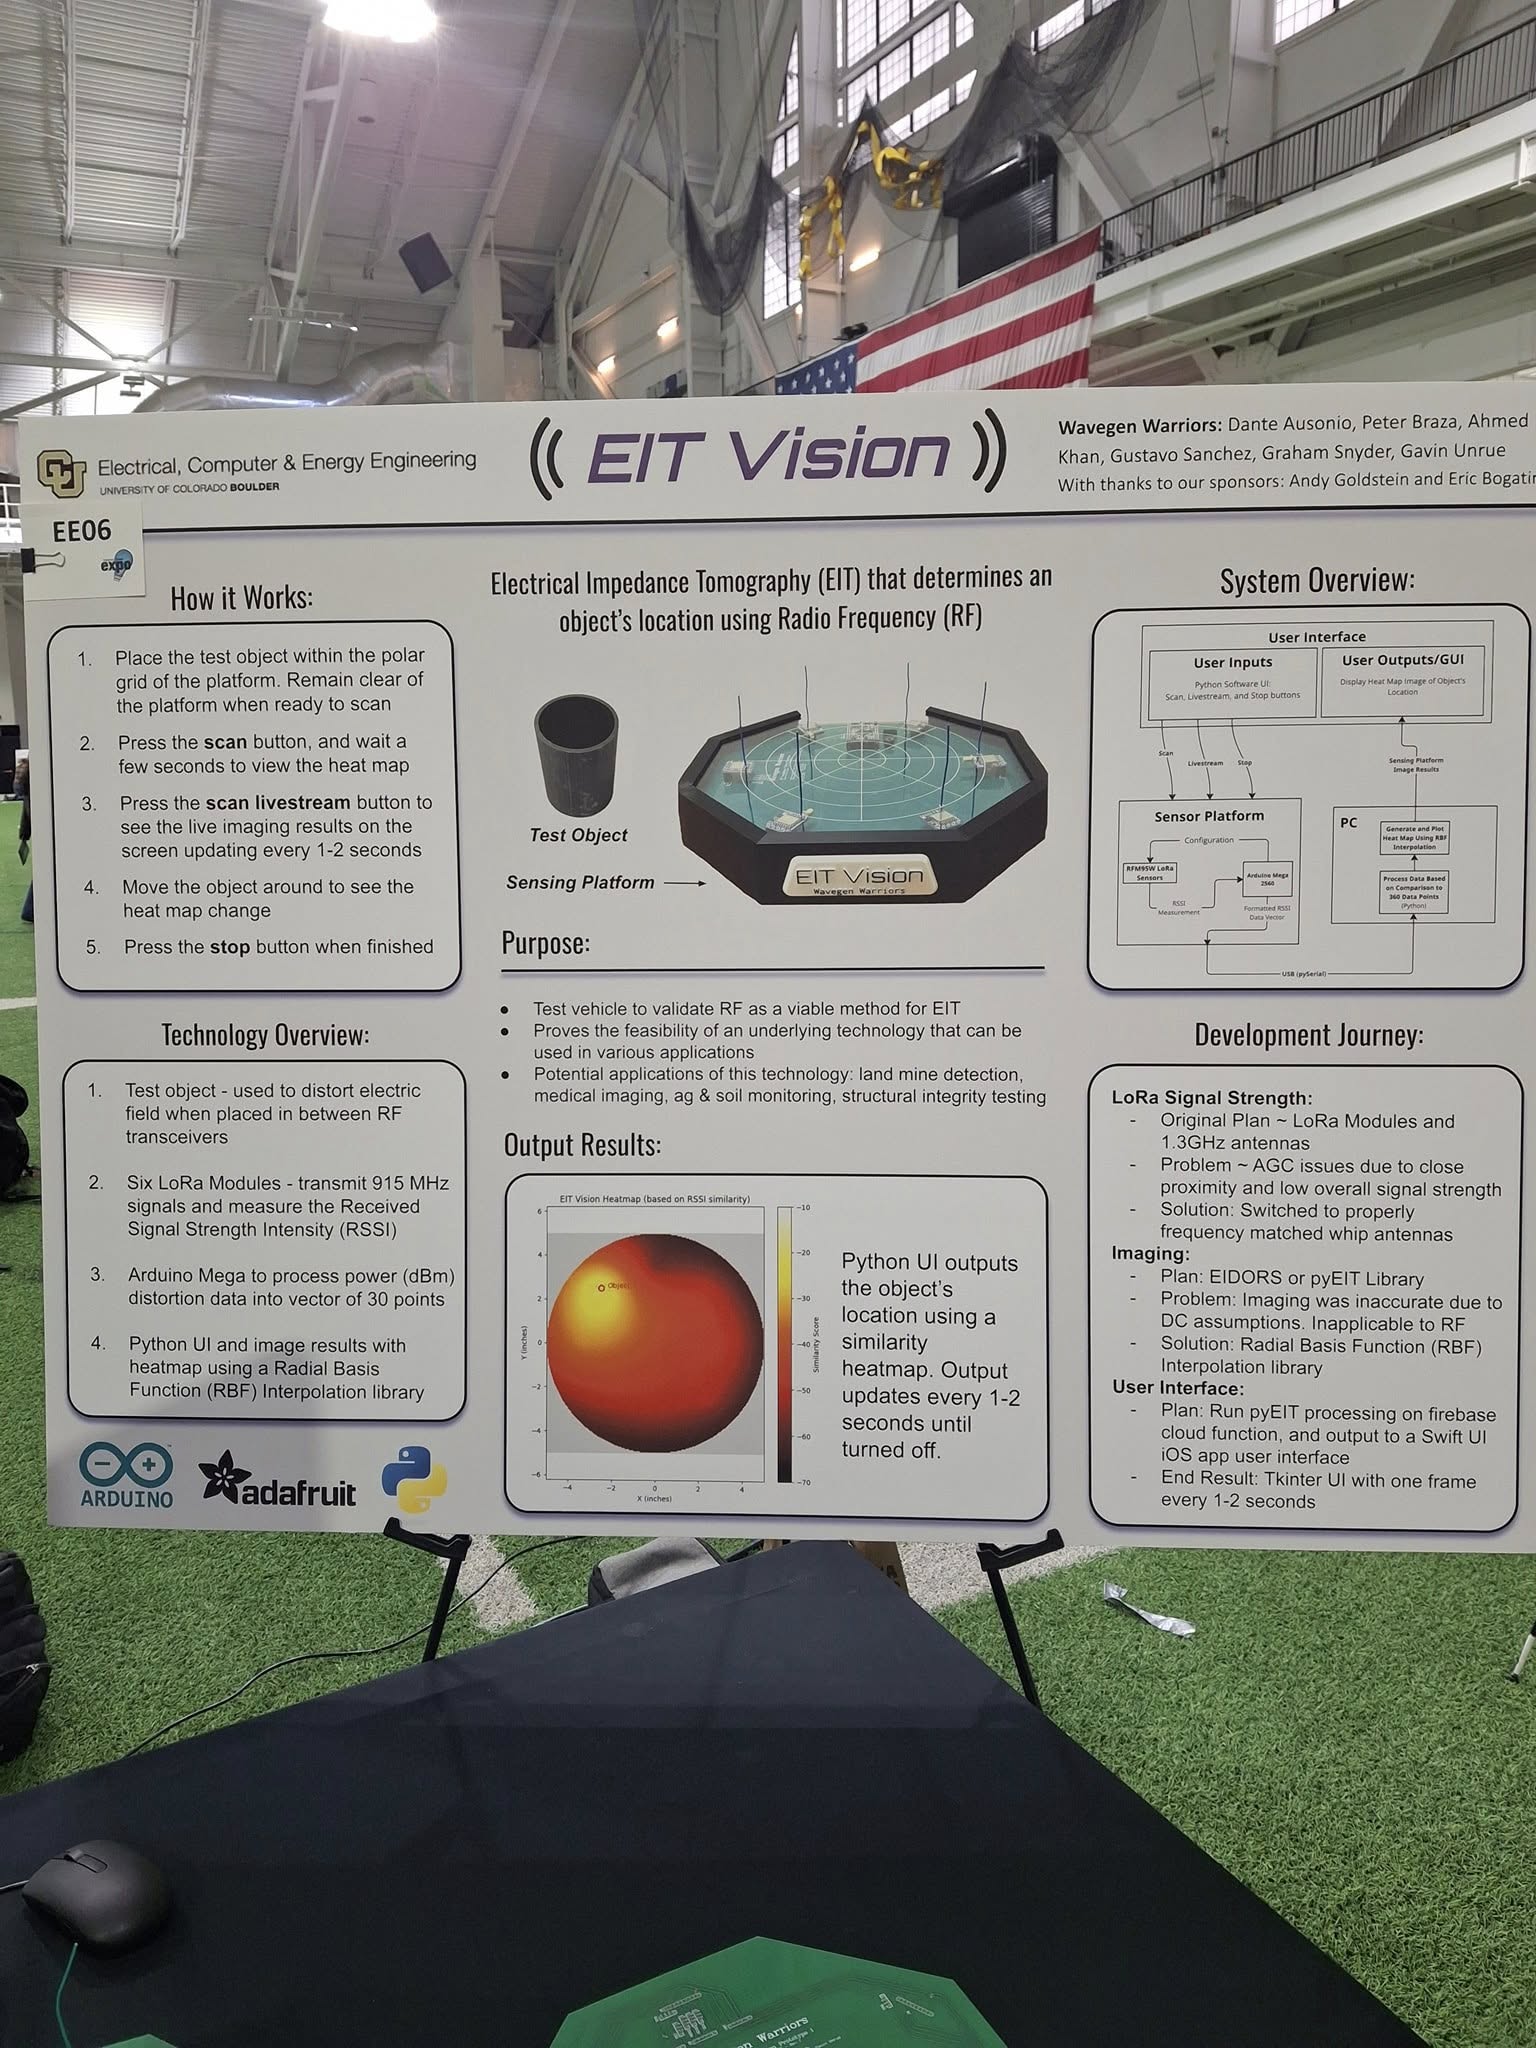 Electrical, Computer & Energy Engineering
UNIVERSITY OF COLORADO BOULDER
EIT Vision
Wavegen Warriors: Dante Ausonio, Peter Braza, Ahmed
Khan, Gustavo Sanchez, Graham Snyder, Gavin Unrue
With thanks to our sponsors: Andy Goldstein and Eric Bogatin
EE06
expo
How it Works:
1. Place the test object within the polar
grid of the platform. Remain clear of
the platform when ready to scan
2. Press the scan button, and wait a
few seconds to view the heat map
3. Press the scan livestream button to
see the live imaging results on the
screen updating every 1-2 seconds
4. Move the object around to see the
heat map change
5. Press the stop button when finished
Technology Overview:
1. Test object - used to distort electric
field when placed in between RF
transceivers
2. Six LoRa Modules - transmit 915 MHz
signals and measure the Received
Signal Strength Intensity (RSSI)
3. Arduino Mega to process power (dBm)
distortion data into vector of 30 points
4. Python UI and image results with
heatmap using a Radial Basis
Function (RBF) Interpolation library
ARDUINO
adafruit
Electrical Impedance Tomography (EIT) that determines an
object's location using Radio Frequency (RF)
Test Object
Sensing Platform
EIT Vision
Wavegen Warriors
Purpose:
● Test vehicle to validate RF as a viable method for EIT
● Proves the feasibility of an underlying technology that can be
used in various applications
● Potential applications of this technology: land mine detection,
medical imaging, ag & soil monitoring, structural integrity testing
Output Results:
EIT Vision Heatmap (based on RSSI similarity)
6
4
2
0
−2
−4
−6
Y (inches)
−4 −2 0 2 4
X (inches)
Object
−10
−20
−30
−40
−50
−60
−70
Similarity Score
Python UI outputs
the object's
location using a
similarity
heatmap. Output
updates every 1-2
seconds until
turned off.
System Overview:
User Interface
User Inputs
Python Software UI:
Scan, Livestream, and Stop buttons
User Outputs/GUI
Display Heat Map Image of Object's
Location
Scan
Livestream
Stop
Sensing Platform
Image Results
Sensor Platform
Configuration
RFM95W LoRa
Sensors
Arduino Mega
2560
RSSI
Measurement
Formatted RSSI
Data Vector
PC
Generate and Plot
Heat Map Using RBF
Interpolation
Process Data Based
on Comparison to
360 Data Points
(Python)
USB (pySerial)
Development Journey:
LoRa Signal Strength:
- Original Plan ~ LoRa Modules and
1.3GHz antennas
- Problem ~ AGC issues due to close
proximity and low overall signal strength
- Solution: Switched to properly
frequency matched whip antennas
Imaging:
- Plan: EIDORS or pyEIT Library
- Problem: Imaging was inaccurate due to
DC assumptions. Inapplicable to RF
- Solution: Radial Basis Function (RBF)
Interpolation library
User Interface:
- Plan: Run pyEIT processing on firebase
cloud function, and output to a Swift UI
iOS app user interface
- End Result: Tkinter UI with one frame
every 1-2 seconds
Warriors